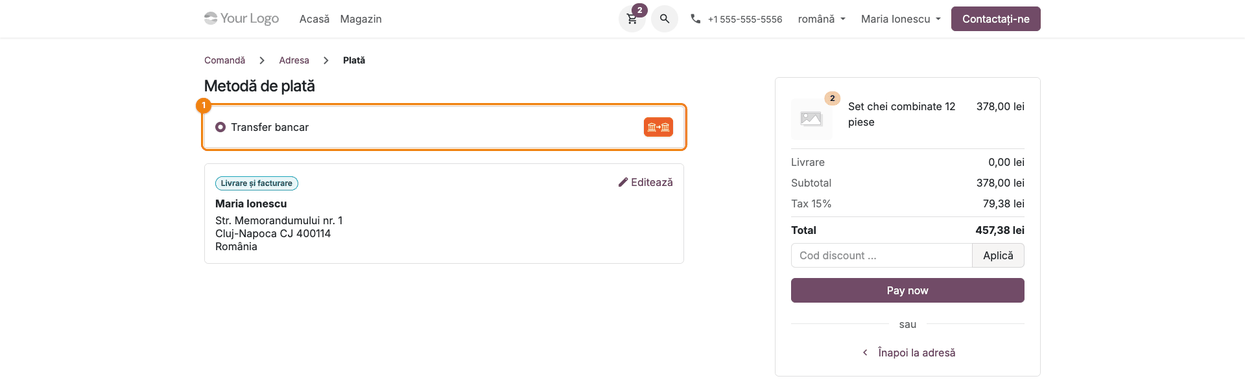 Your Logo Acasă Magazin 2 +1 555-555-5556 română Maria Ionescu Contactați-ne
Comandă > Adresa > Plată
Metodă de plată
1
Transfer bancar
Livrare și facturare Editează
Maria Ionescu
Str. Memorandumului nr. 1
Cluj-Napoca CJ 400114
România
2
Set chei combinate 12 378,00 lei
piese
Livrare 0,00 lei
Subtotal 378,00 lei
Tax 15% 79,38 lei
Total 457,38 lei
Cod discount ... Aplică
Pay now
sau
< Înapoi la adresă